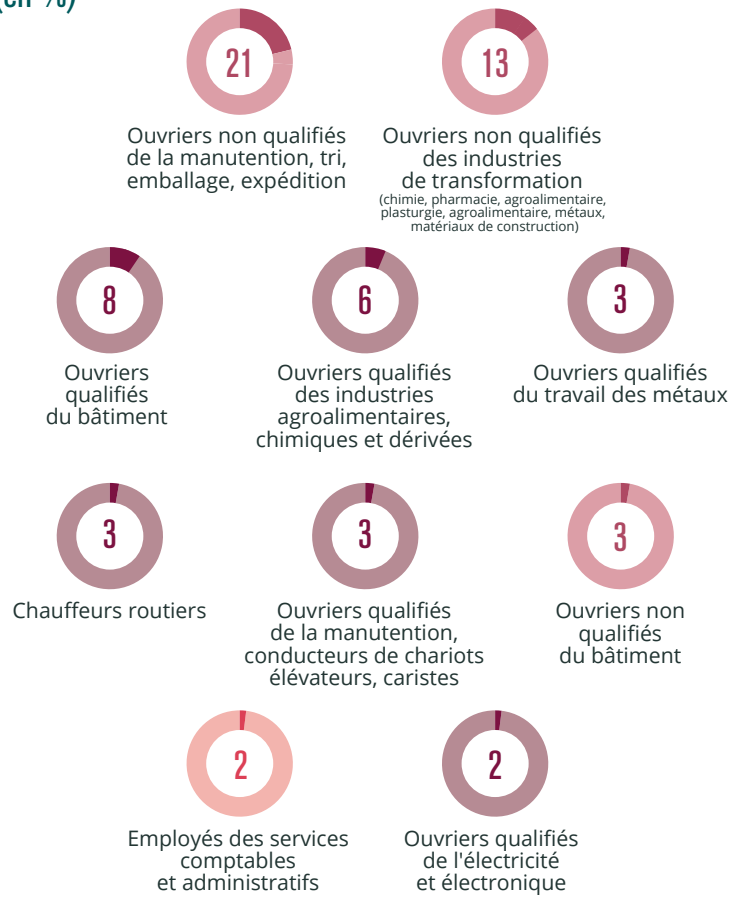 (en %)
21
Ouvriers non qualifiés
de la manutention, tri,
emballage, expédition
13
Ouvriers non qualifiés
des industries
de transformation
(chimie, pharmacie, agroalimentaire,
plasturgie, agroalimentaire, métaux,
matériaux de construction)
8
Ouvriers
qualifiés
du bâtiment
6
Ouvriers qualifiés
des industries
agroalimentaires,
chimiques et dérivées
3
Ouvriers qualifiés
du travail des métaux
3
Chauffeurs routiers
3
Ouvriers qualifiés
de la manutention,
conducteurs de chariots
élévateurs, caristes
3
Ouvriers non
qualifiés
du bâtiment
2
Employés des services
comptables
et administratifs
2
Ouvriers qualifiés
de l'électricité
et électronique